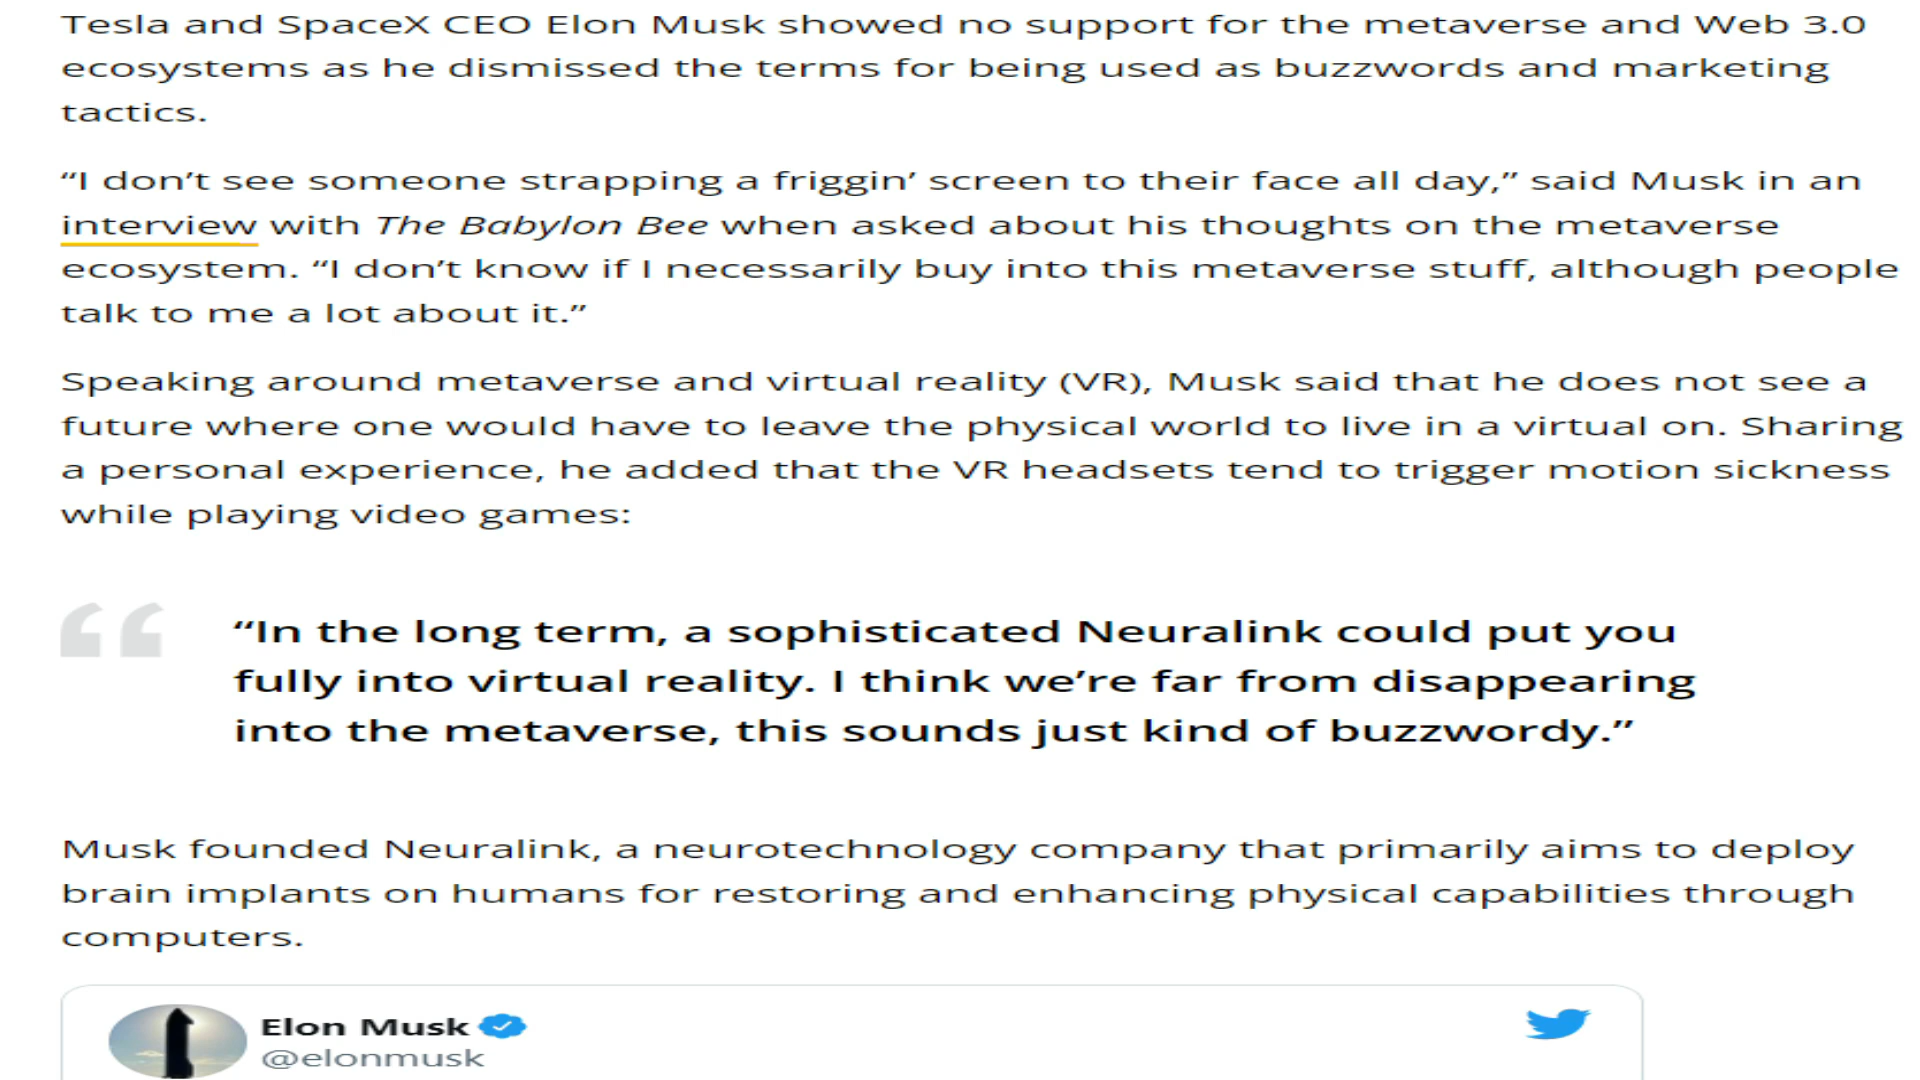 Tesla and SpaceX CEO Elon Musk showed no support for the metaverse and Web 3.0
ecosystems as he dismissed the terms for being used as buzzwords and marketing
tactics.
“I don’t see someone strapping a friggin’ screen to their face all day,” said Musk in an
interview with The Babylon Bee when asked about his thoughts on the metaverse
ecosystem. “I don’t know if I necessarily buy into this metaverse stuff, although people
talk to me a lot about it.”
Speaking around metaverse and virtual reality (VR), Musk said that he does not see a
future where one would have to leave the physical world to live in a virtual on. Sharing
a personal experience, he added that the VR headsets tend to trigger motion sickness
while playing video games:
“In the long term, a sophisticated Neuralink could put you
fully into virtual reality. I think we’re far from disappearing
into the metaverse, this sounds just kind of buzzwordy.”
Musk founded Neuralink, a neurotechnology company that primarily aims to deploy
brain implants on humans for restoring and enhancing physical capabilities through
computers.
Elon Musk
@elonmusk